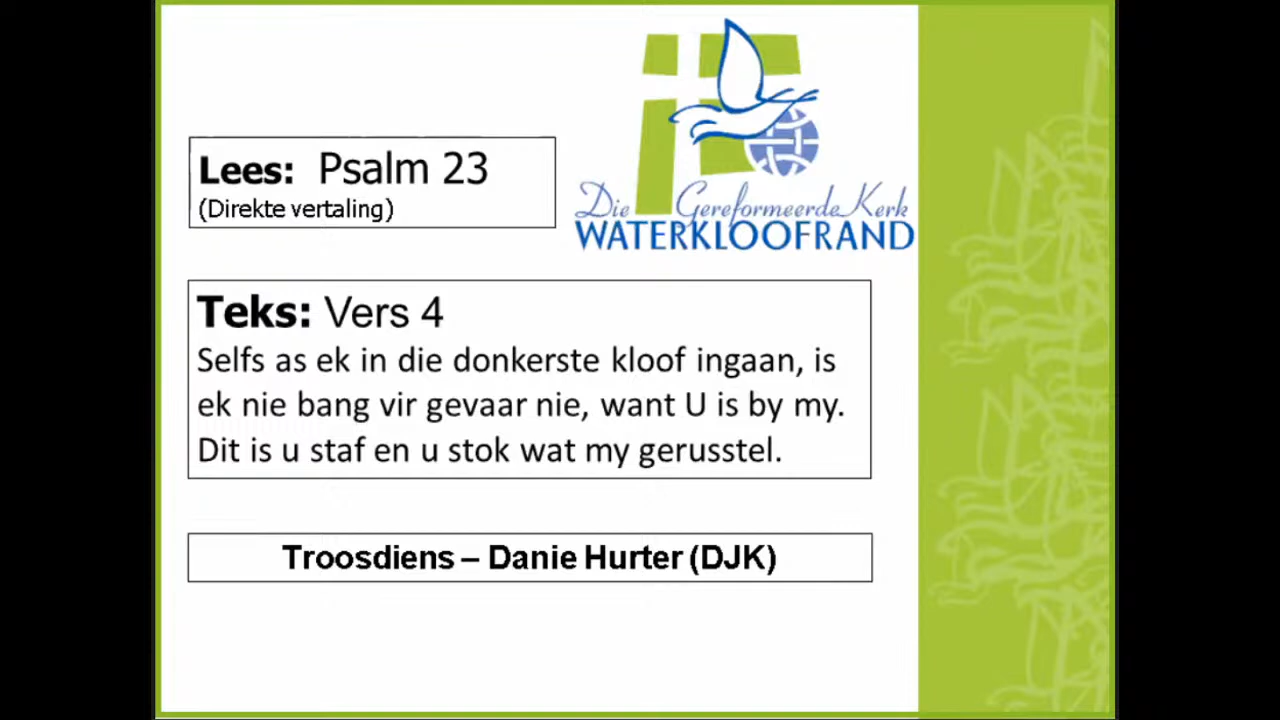 Lees: Psalm 23
(Direkte vertaling)
Die Gereformeerde Kerk
WATERKLOOFRAND
Teks: Vers 4
Selfs as ek in die donkerste kloof ingaan, is
ek nie bang vir gevaar nie, want U is by my.
Dit is u staf en u stok wat my gerusstel.
Troosdiens – Danie Hurter (DJK)